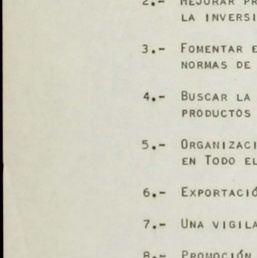 2.- MEJORAR PR
LA INVERSI
3.- FOMENTAR E
NORMAS DE
4.- BUSCAR LA
PRODUCTOS
5.- ORGANIZACI
EN TODO EL
6.- EXPORTACIÓ
7.- UNA VIGILA
8.- PROMOCIÓN